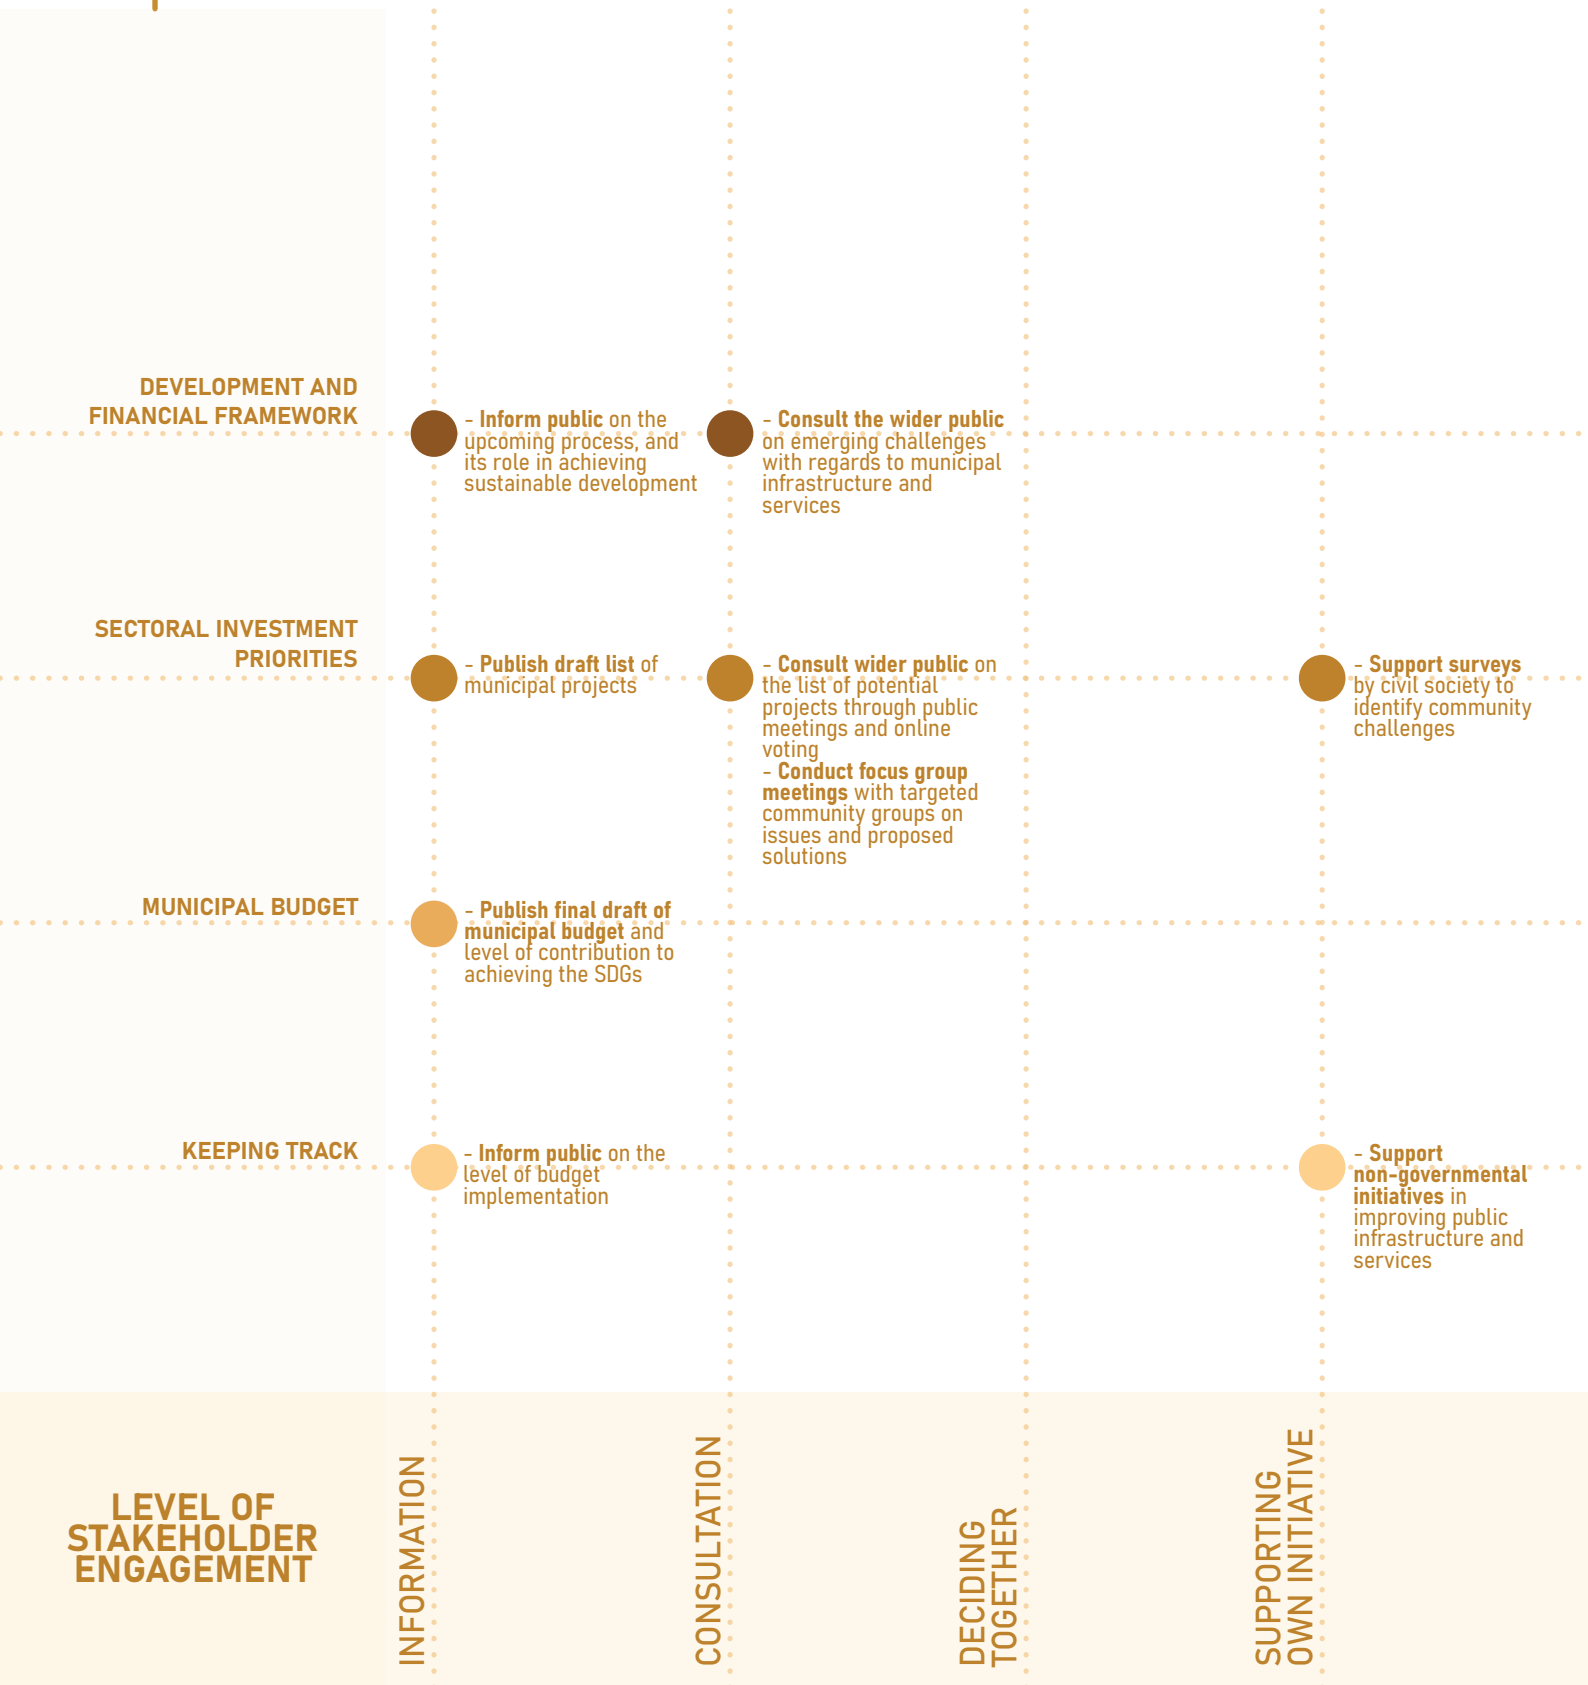 DEVELOPMENT AND
FINANCIAL FRAMEWORK
- Inform public on the
upcoming process, and
its role in achieving
sustainable development
- Consult the wider public
on emerging challenges
with regards to municipal
infrastructure and
services
SECTORAL INVESTMENT
PRIORITIES
- Publish draft list of
municipal projects
- Consult wider public on
the list of potential
projects through public
meetings and online
voting
- Conduct focus group
meetings with targeted
community groups on
issues and proposed
solutions
- Support surveys
by civil society to
identify community
challenges
MUNICIPAL BUDGET
- Publish final draft of
municipal budget and
level of contribution to
achieving the SDGs
KEEPING TRACK
- Inform public on the
level of budget
implementation
- Support
non-governmental
initiatives in
improving public
infrastructure and
services
LEVEL OF
STAKEHOLDER
ENGAGEMENT
INFORMATION
CONSULTATION
DECIDING
TOGETHER
SUPPORTING
OWN INITIATIVE